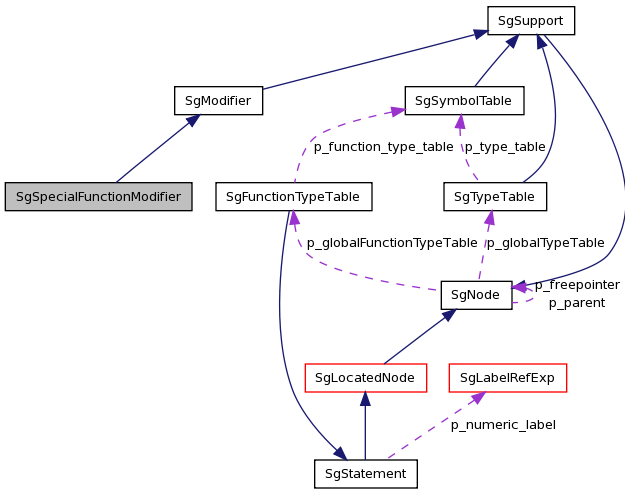 SgSupport
SgModifier
SgSymbolTable
p_function_type_table
p_type_table
SgSpecialFunctionModifier
SgFunctionTypeTable
SgTypeTable
p_globalFunctionTypeTable
p_globalTypeTable
SgNode
p_freepointer
p_parent
SgLocatedNode
SgLabelRefExp
p_numeric_label
SgStatement